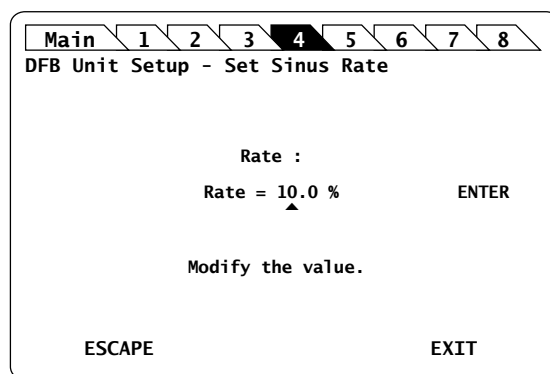 Main 1 2 3 4 5 6 7 8
DFB Unit Setup - Set Sinus Rate
Rate :
Rate = 10.0 % ENTER
Modify the value.
ESCAPE EXIT